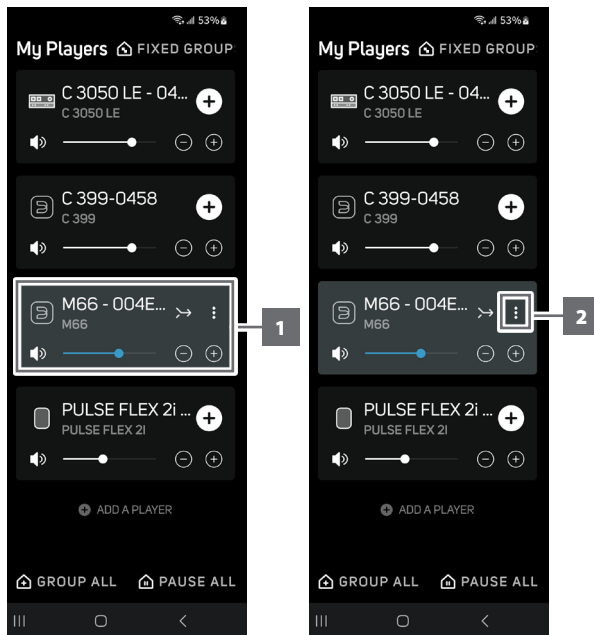 53%
My Players FIXED GROUP
C 3050 LE - 04...
C 3050 LE
C 399-0458
C 399
M66 - 004E...
M66
PULSE FLEX 2i ...
PULSE FLEX 2I
ADD A PLAYER
GROUP ALL PAUSE ALL
1
53%
My Players FIXED GROUP
C 3050 LE - 04...
C 3050 LE
C 399-0458
C 399
M66 - 004E...
M66
PULSE FLEX 2i ...
PULSE FLEX 2I
ADD A PLAYER
GROUP ALL PAUSE ALL
2